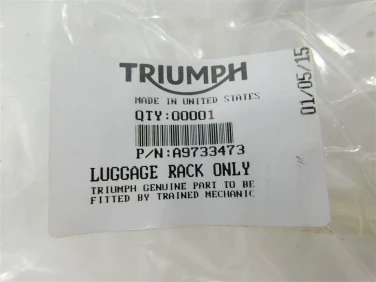 TRIUMPH
MADE IN UNITED STATES
QTY:00001
P/N:A9733473
LUGGAGE RACK ONLY
TRIUMPH GENUINE PART TO BE
FITTED BY TRAINED MECHANIC
01/05/15